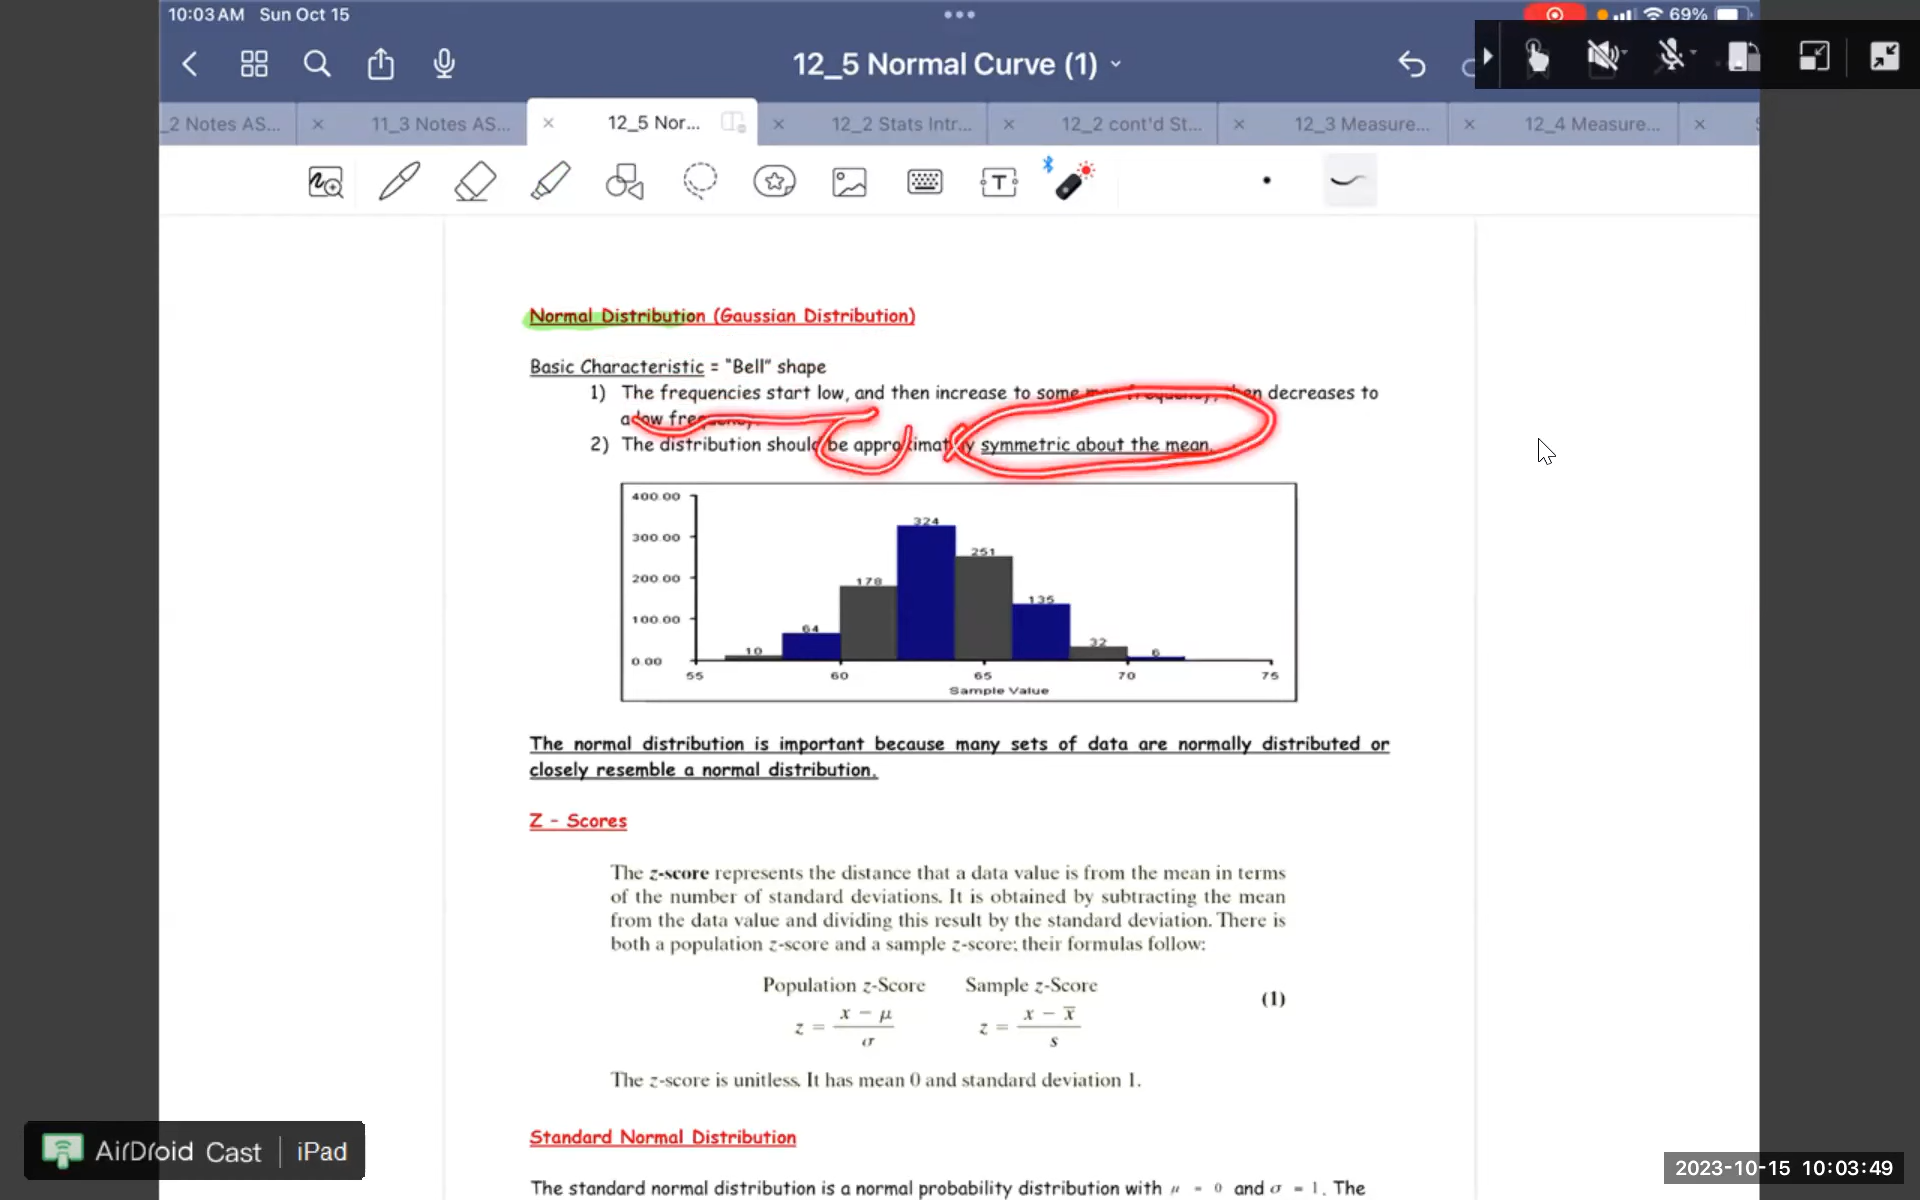 10:03 AM Sun Oct 15
69%
12_5 Normal Curve (1)
_2 Notes AS...
11_3 Notes AS...
12_5 Nor...
12_2 Stats Intr...
12_2 cont'd St...
12_3 Measure...
12_4 Measure...
Normal Distribution (Gaussian Distribution)
Basic Characteristic = "Bell" shape
1) The frequencies start low, and then increase to some frequency, then decreases to
a low frequency.
2) The distribution should be approximately symmetric about the mean.
400.00
300.00
200.00
100.00
0.00
10
64
178
324
251
135
32
6
55 60 65 70 75
Sample Value
The normal distribution is important because many sets of data are normally distributed or
closely resemble a normal distribution.
Z - Scores
The z-score represents the distance that a data value is from the mean in terms
of the number of standard deviations. It is obtained by subtracting the mean
from the data value and dividing this result by the standard deviation. There is
both a population z-score and a sample z-score; their formulas follow:
Population z-Score Sample z-Score
z = (x − μ)/σ z = (x − x̅)/s (1)
The z-score is unitless. It has mean 0 and standard deviation 1.
Standard Normal Distribution
The standard normal distribution is a normal probability distribution with μ = 0 and σ = 1. The
AirDroid Cast | iPad
2023-10-15 10:03:49